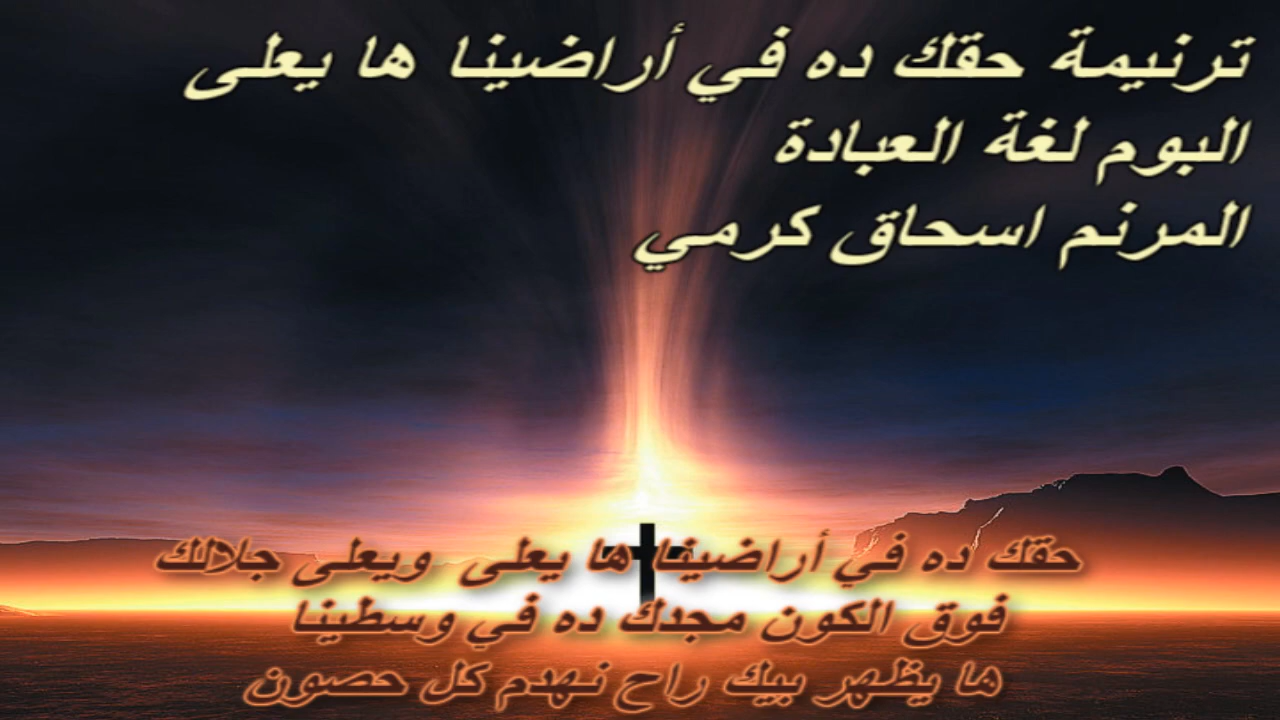 ترنيمة حقك ده في أراضينا ها يعلى
البوم لغة العبادة
المرنم اسحاق كرمي
حقك ده في أراضينا ها يعلى ويعلى جلالك
فوق الكون مجدك ده في وسطينا
ها يظهر بيك راح نهدم كل حصون